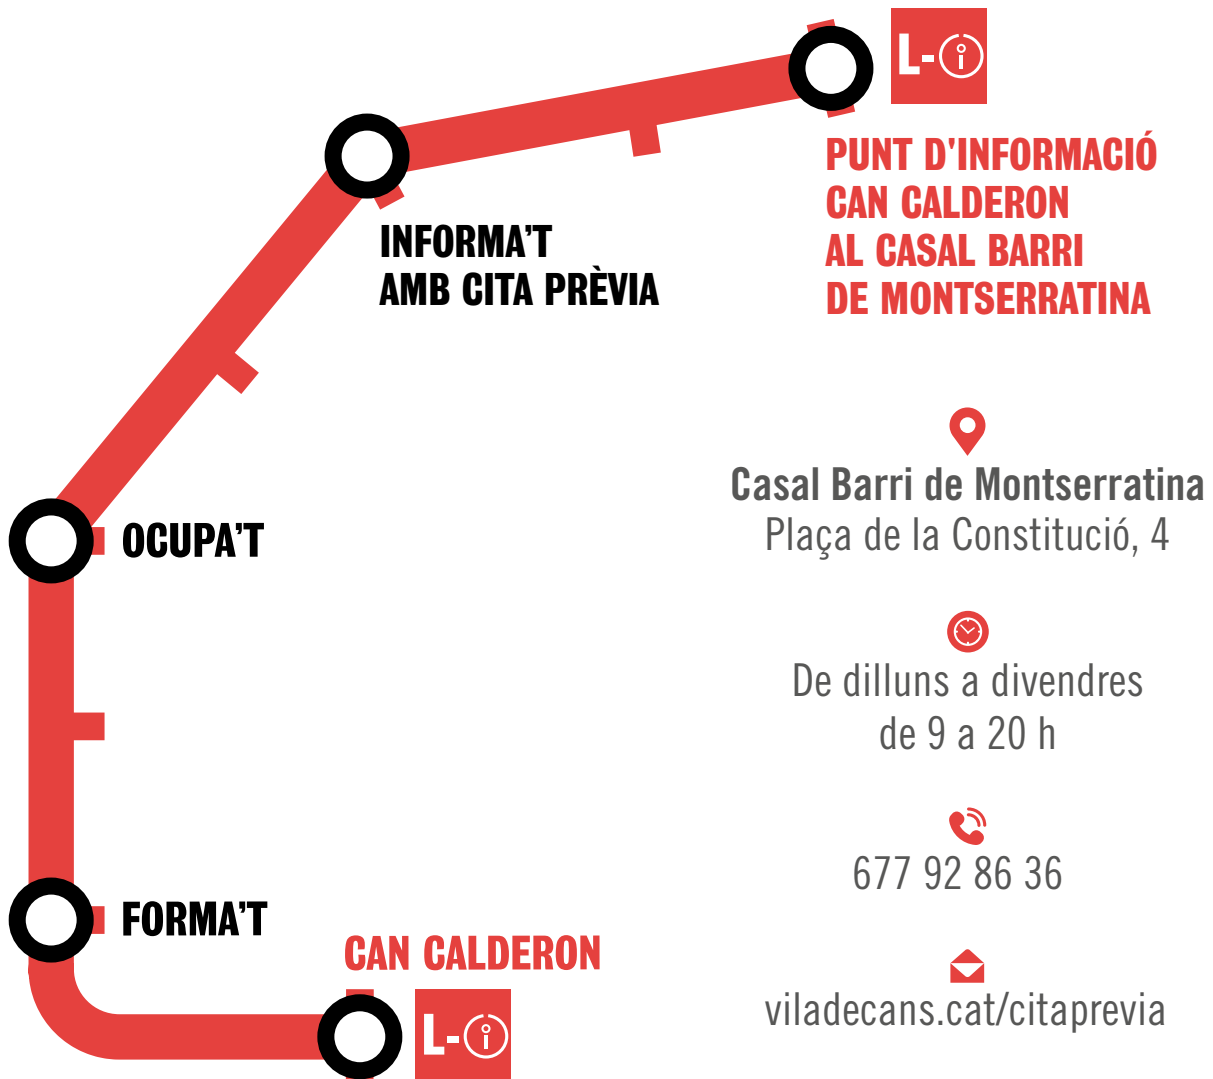 L-i
PUNT D'INFORMACIÓ
CAN CALDERON
AL CASAL BARRI
DE MONTSERRATINA
INFORMA'T
AMB CITA PRÈVIA
OCUPA'T
FORMA'T
CAN CALDERON
L-i
Casal Barri de Montserratina
Plaça de la Constitució, 4
De dilluns a divendres
de 9 a 20 h
677 92 86 36
viladecans.cat/citaprevia